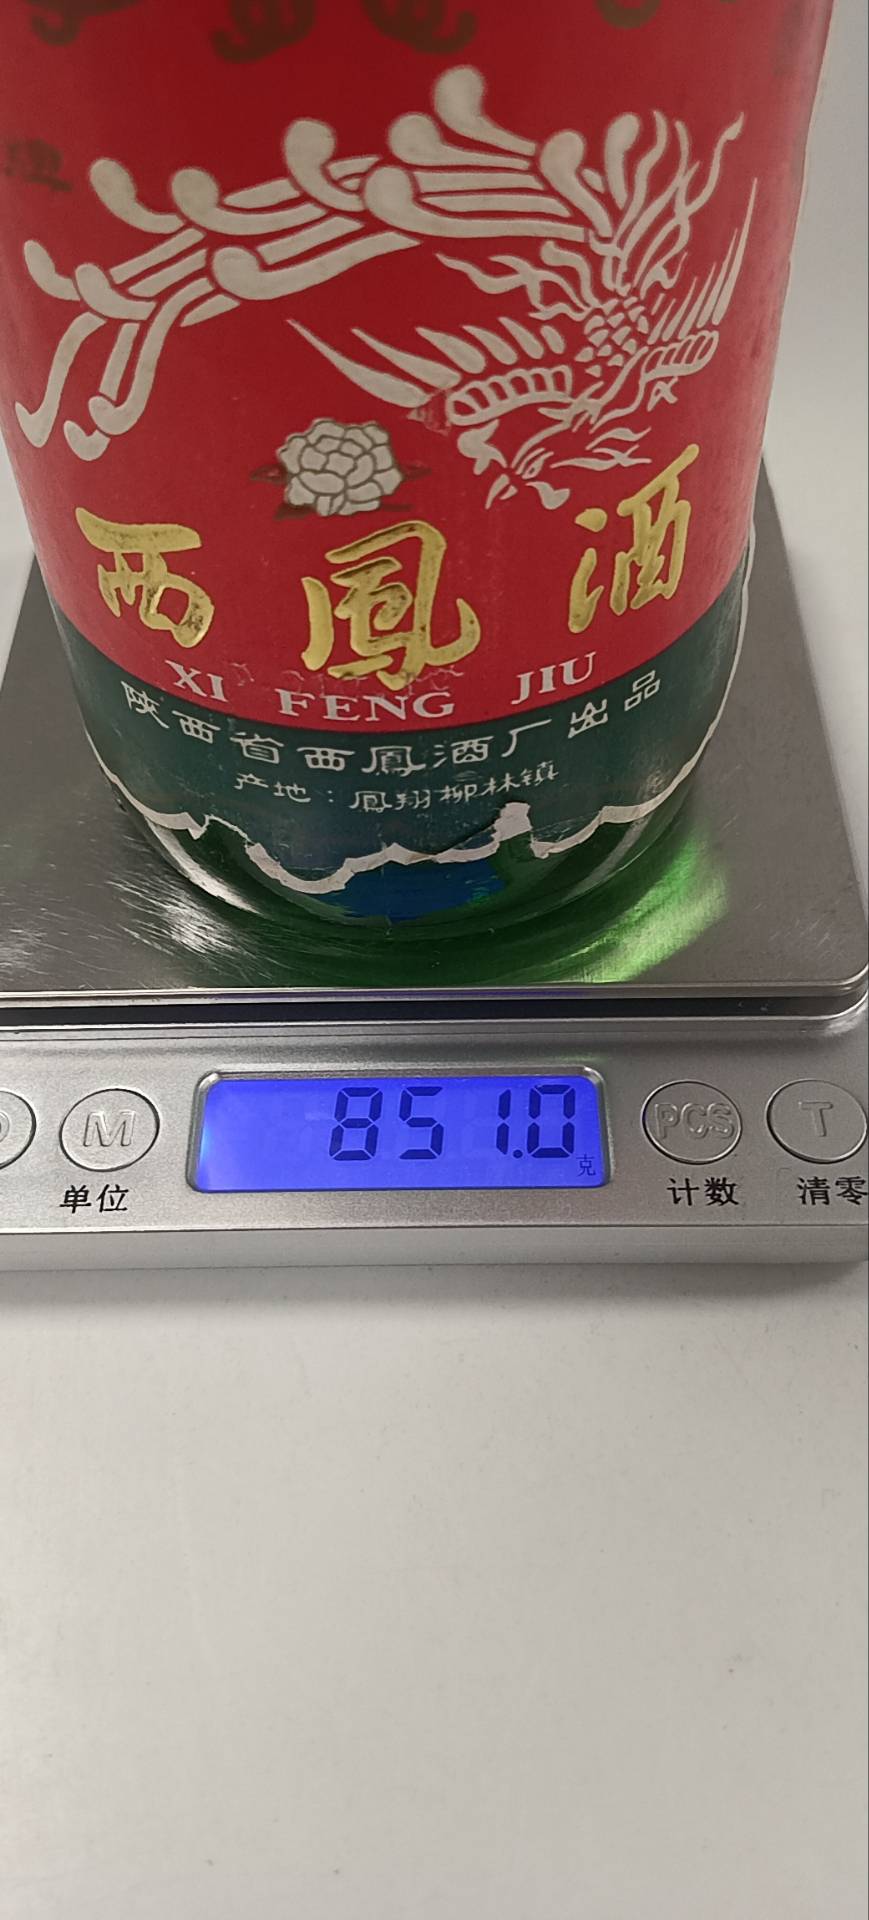 西鳳酒
XI FENG JIU
陕西省西鳳酒厂出品
产地：鳳翔柳林镇
851.0
克
M
PCS
T
单位
计数
清零